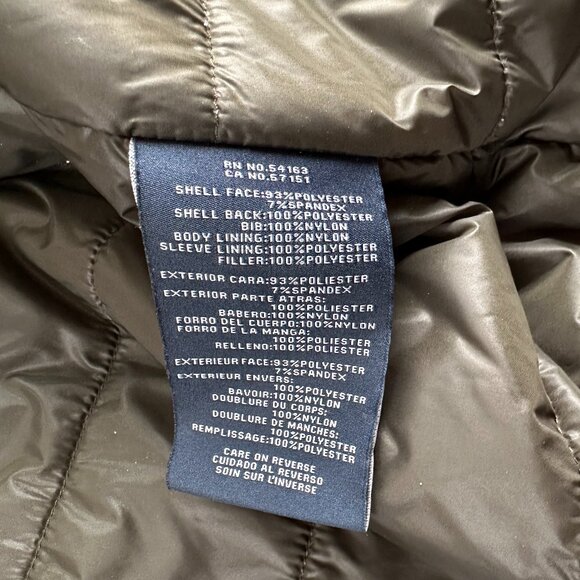 RN NO.54163
CA NO.57151
SHELL FACE:93%POLYESTER
7%SPANDEX
SHELL BACK:100%POLYESTER
BIB:100%NYLON
BODY LINING:100%NYLON
SLEEVE LINING:100%POLYESTER
FILLER:100%POLYESTER
EXTERIOR CARA:93%POLIESTER
7%SPANDEX
EXTERIOR PARTE ATRAS:
100%POLIESTER
BABERO:100%NYLON
FORRO DEL CUERPO:100%NYLON
FORRO DE LA MANGA:
100%POLIESTER
RELLENO:100%POLIESTER
EXTERIEUR FACE:93%POLYESTER
7%SPANDEX
EXTERIEUR ENVERS:
100%POLYESTER
BAVOIR:100%NYLON
DOUBLURE DU CORPS:
100%NYLON
DOUBLURE DE MANCHES:
100%POLYESTER
REMPLISSAGE:100%POLYESTER
CARE ON REVERSE
CUIDADO AL REVERSO
SOIN SUR L'INVERSE